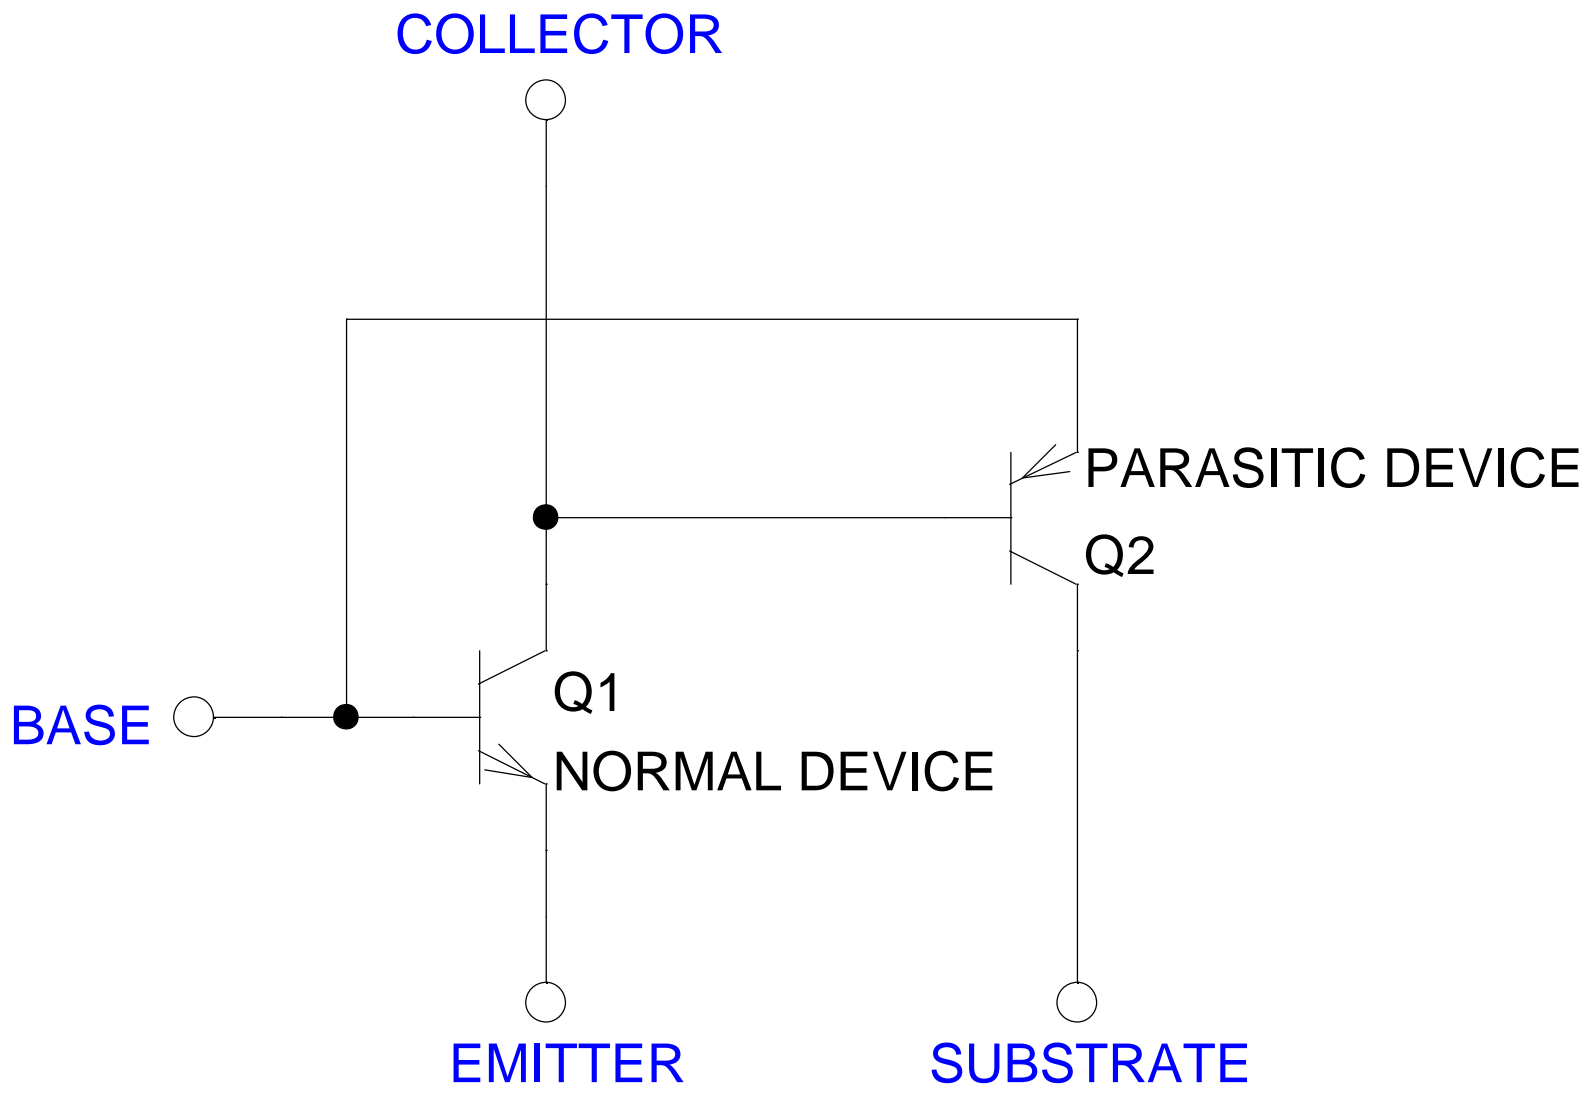 COLLECTOR
PARASITIC DEVICE
Q2
Q1
BASE
NORMAL DEVICE
EMITTER
SUBSTRATE